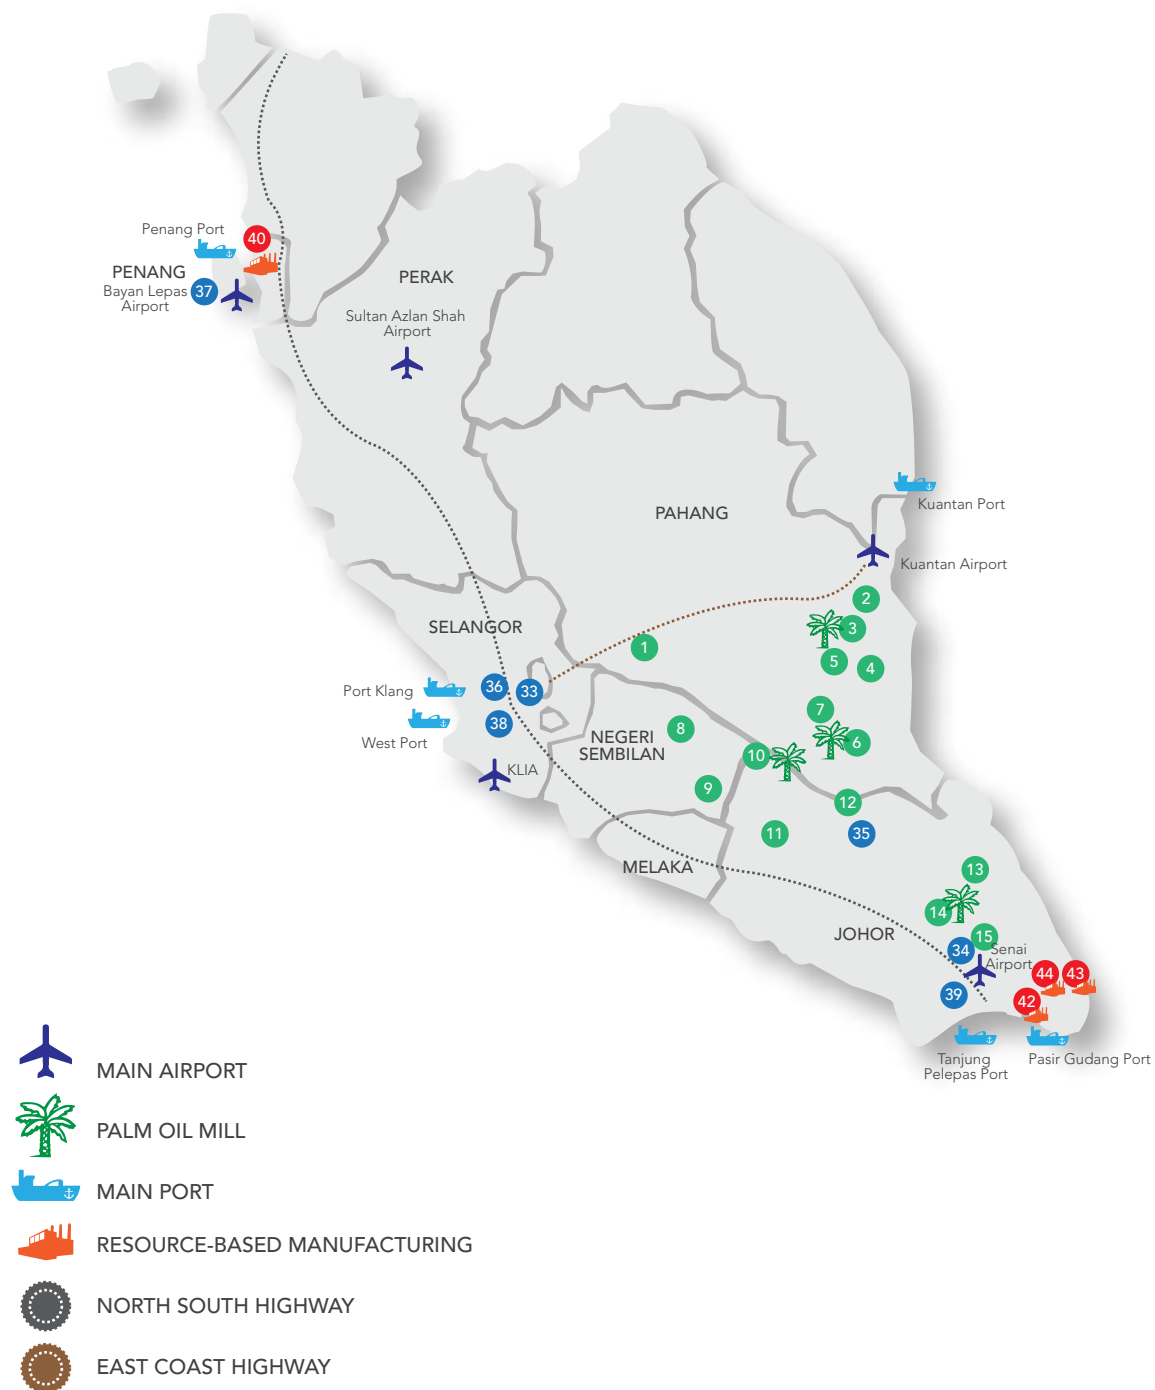 Penang Port
40
PENANG
Bayan Lepas
Airport
37
PERAK
Sultan Azlan Shah
Airport
Kuantan Port
PAHANG
Kuantan Airport
2
3
1
5
4
SELANGOR
Port Klang
36
33
West Port
38
7
8
NEGERI
SEMBILAN
6
10
KLIA
9
12
11
35
MELAKA
13
14
JOHOR
15
34
Senai
Airport
44
43
39
42
Tanjung
Pelepas Port
Pasir Gudang Port
MAIN AIRPORT
PALM OIL MILL
MAIN PORT
RESOURCE-BASED MANUFACTURING
NORTH SOUTH HIGHWAY
EAST COAST HIGHWAY